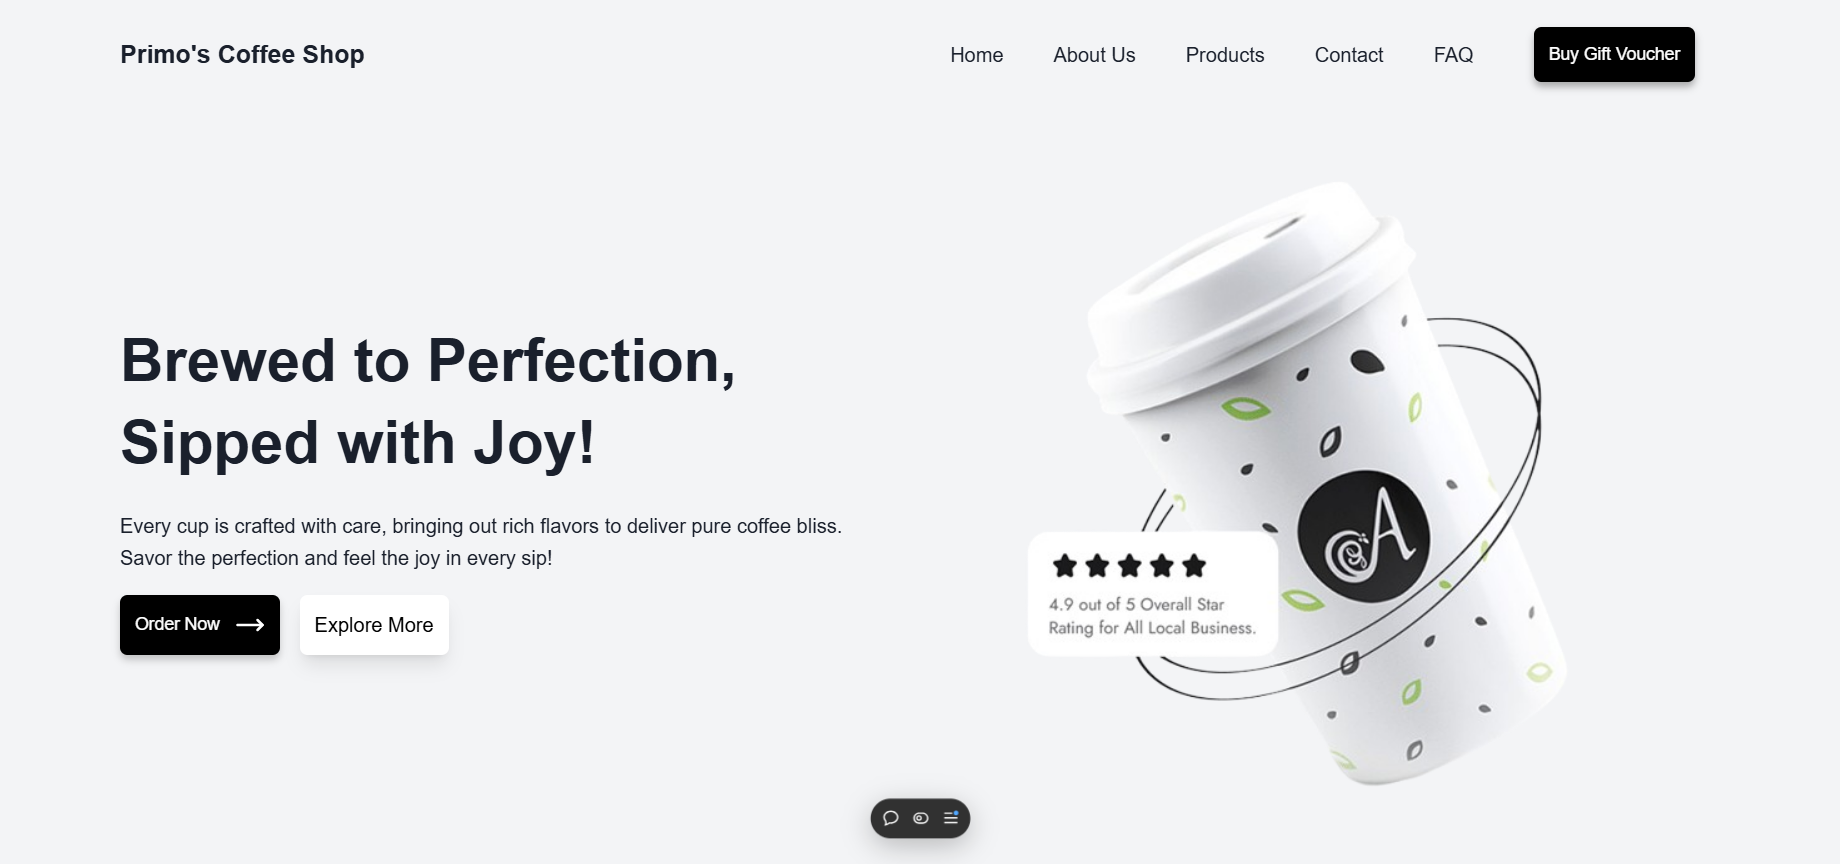 Primo's Coffee Shop
Home
About Us
Products
Contact
FAQ
Buy Gift Voucher
Brewed to Perfection,
Sipped with Joy!
Every cup is crafted with care, bringing out rich flavors to deliver pure coffee bliss.
Savor the perfection and feel the joy in every sip!
Order Now
Explore More
4.9 out of 5 Overall Star
Rating for All Local Business.
A